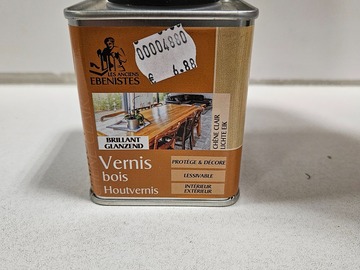 00004880
€ 6.88
LES ANCIENS
EBENISTES
BRILLANT
GLANZEND
CHÊNE CLAIR
LICHTE EIK
Vernis
bois
Houtvernis
PROTÈGE & DÉCORE
LESSIVABLE
INTÉRIEUR
EXTÉRIEUR